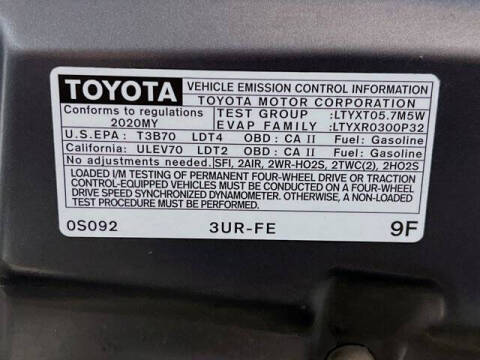 TOYOTA VEHICLE EMISSION CONTROL INFORMATION
TOYOTA MOTOR CORPORATION
Conforms to regulations TEST GROUP :LTYXT05.7M5W
2020MY EVAP FAMILY :LTYXR0300P32
U.S.EPA : T3B70 LDT4 OBD : CA II Fuel: Gasoline
California: ULEV70 LDT2 OBD : CA II Fuel: Gasoline
No adjustments needed. SFI, 2AIR, 2WR-HO2S, 2TWC(2), 2HO2S
LOADED I/M TESTING OF PERMANENT FOUR-WHEEL DRIVE OR TRACTION
CONTROL-EQUIPPED VEHICLES MUST BE CONDUCTED ON A FOUR-WHEEL
DRIVE SPEED SYNCHRONIZED DYNAMOMETER. OTHERWISE, A NON-LOADED
TEST PROCEDURE MUST BE PERFORMED.
0S092 3UR-FE 9F